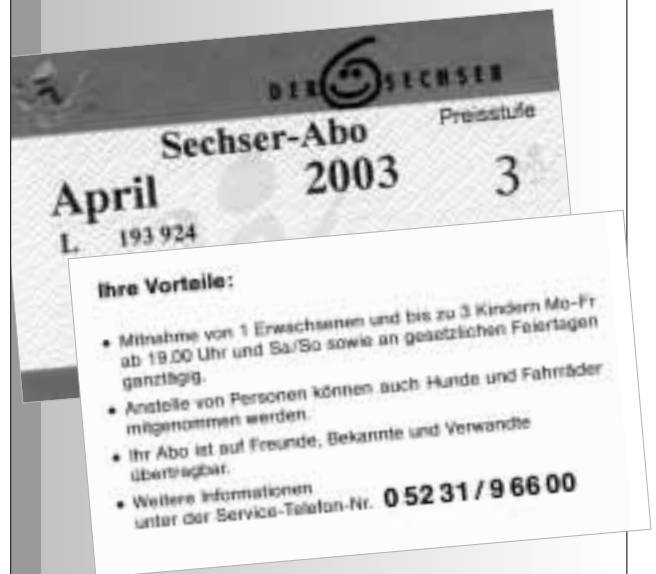 DER SECHSER
Preisstufe
Sechser-Abo
April 2003 3
L 193 924
Ihre Vorteile:
• Mitnahme von 1 Erwachsenen und bis zu 3 Kindern Mo-Fr
ab 19.00 Uhr und Sa/So sowie an gesetzlichen Feiertagen
ganztägig.
• Anstelle von Personen können auch Hunde und Fahrräder
mitgenommen werden.
• Ihr Abo ist auf Freunde, Bekannte und Verwandte
übertragbar.
• Weitere Informationen
unter der Service-Telefon-Nr. 0 52 31 / 9 66 00